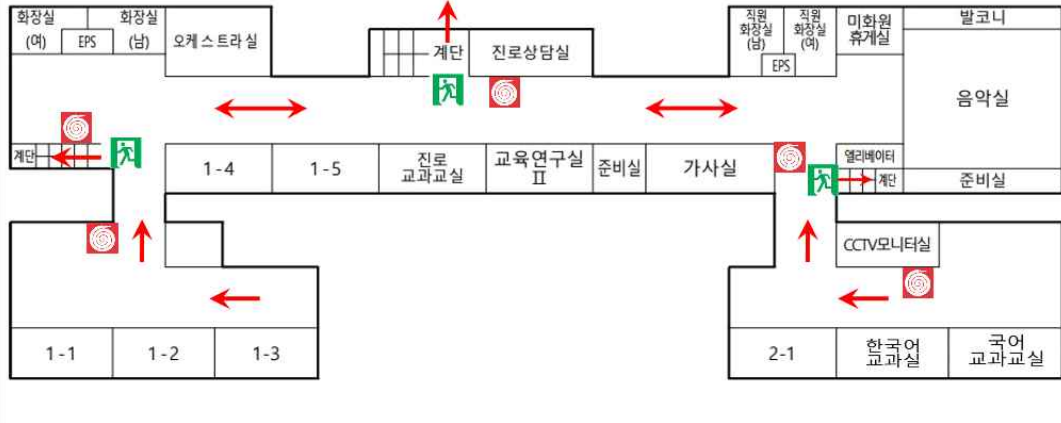 화장실
(여)
EPS
화장실
(남)
오케스트라실
계단
진로상담실
직원
화장실
(남)
직원
화장실
(여)
EPS
미화원
휴게실
발코니
음악실
계단
1-4
1-5
진로
교과교실
교육연구실
II
준비실
가사실
엘리베이터
계단
준비실
CCTV모니터실
1-1
1-2
1-3
2-1
한국어
교과실
국어
교과교실